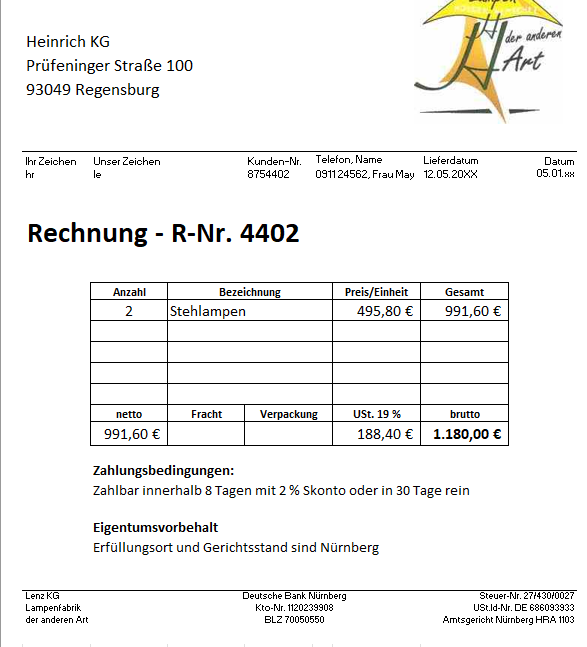 der anderen
Art
Heinrich KG
Prüfeninger Straße 100
93049 Regensburg
Ihr Zeichen Unser Zeichen Kunden-Nr. Telefon, Name Lieferdatum Datum
hr le 8754402 0911 24562, Frau May 12.05.20XX 05.01.xx
Rechnung - R-Nr. 4402
Anzahl Bezeichnung Preis/Einheit Gesamt
2 Stehlampen 495,80 € 991,60 €
netto Fracht Verpackung USt. 19 % brutto
991,60 € 188,40 € 1.180,00 €
Zahlungsbedingungen:
Zahlbar innerhalb 8 Tagen mit 2 % Skonto oder in 30 Tage rein
Eigentumsvorbehalt
Erfüllungsort und Gerichtsstand sind Nürnberg
Lenz KG Deutsche Bank Nürnberg Steuer-Nr. 27/430/0027
Lampenfabrik Kto-Nr. 1120239908 USt.Id-Nr. DE 686093933
der anderen Art BLZ 70050550 Amtsgericht Nürnberg HRA 1103